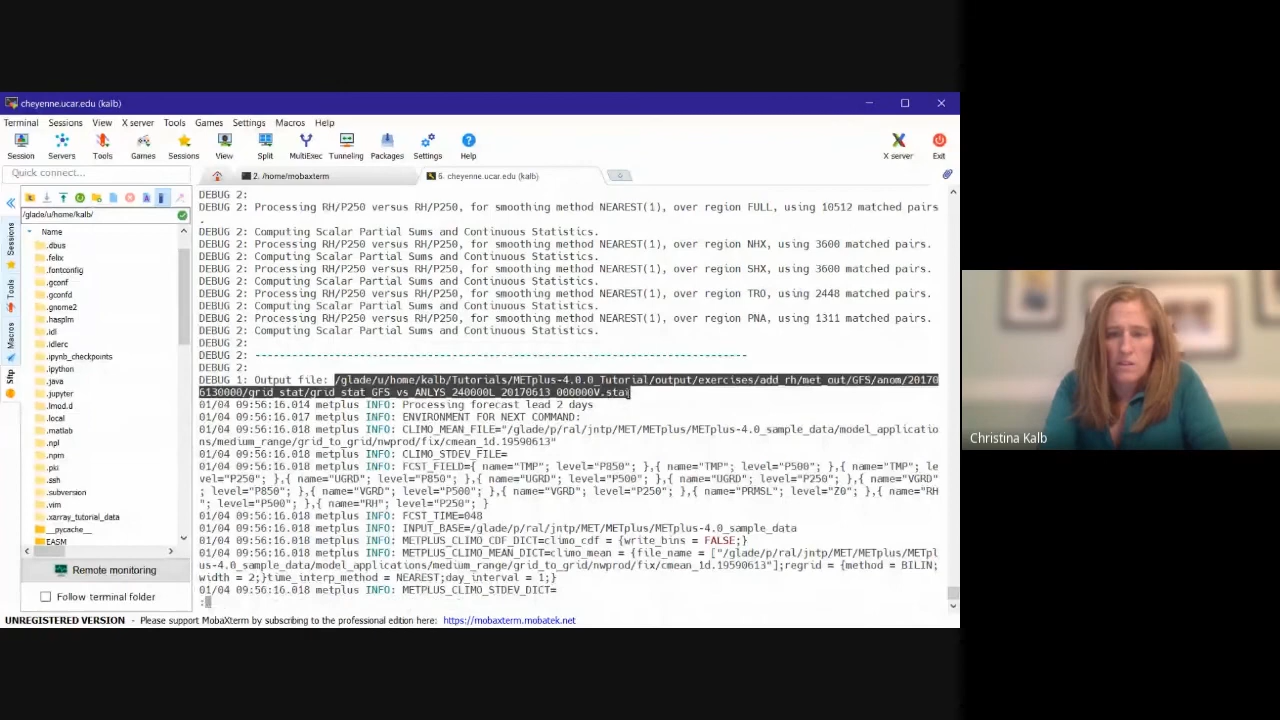 cheyenne.ucar.edu (kalb)
Terminal Sessions View X server Tools Games Settings Macros Help
Session Servers Tools Games Sessions View Split MultiExec Tunneling Packages Settings Help X server Exit
Quick connect...
2. /home/mobaxterm
6. cheyenne.ucar.edu (kalb)
/glade/u/home/kalb/
Name
.dbus
.felix
.fontconfig
.gconf
.gconfd
.gnome2
.hasplm
.idl
.idlerc
.ipynb_checkpoints
.ipython
.java
.jupyter
.lmod.d
.local
.matlab
.ncl
.npm
.pki
.ssh
.subversion
.vim
.xarray_tutorial_data
__pycache__
EASM
Remote monitoring
Follow terminal folder
Sessions
Tools
Macros
Sftp
DEBUG 2:
DEBUG 2: Processing RH/P250 versus RH/P250, for smoothing method NEAREST(1), over region FULL, using 10512 matched pairs
.
DEBUG 2: Computing Scalar Partial Sums and Continuous Statistics.
DEBUG 2: Processing RH/P250 versus RH/P250, for smoothing method NEAREST(1), over region NHX, using 3600 matched pairs.
DEBUG 2: Computing Scalar Partial Sums and Continuous Statistics.
DEBUG 2: Processing RH/P250 versus RH/P250, for smoothing method NEAREST(1), over region SHX, using 3600 matched pairs.
DEBUG 2: Computing Scalar Partial Sums and Continuous Statistics.
DEBUG 2: Processing RH/P250 versus RH/P250, for smoothing method NEAREST(1), over region TRO, using 2448 matched pairs.
DEBUG 2: Computing Scalar Partial Sums and Continuous Statistics.
DEBUG 2: Processing RH/P250 versus RH/P250, for smoothing method NEAREST(1), over region PNA, using 1311 matched pairs.
DEBUG 2: Computing Scalar Partial Sums and Continuous Statistics.
DEBUG 2:
DEBUG 2: --------------------------------------------------------------------------------
DEBUG 2:
DEBUG 1: Output file: /glade/u/home/kalb/Tutorials/METplus-4.0.0_Tutorial/output/exercises/add_rh/met_out/GFS/anom/20170
6130000/grid_stat/grid_stat_GFS_vs_ANLYS_240000L_20170613_000000V.stat
01/04 09:56:16.014 metplus INFO: Processing forecast lead 2 days
01/04 09:56:16.018 metplus INFO: ENVIRONMENT FOR NEXT COMMAND:
01/04 09:56:16.018 metplus INFO: CLIMO_MEAN_FILE="/glade/p/ral/jntp/MET/METplus/METplus-4.0_sample_data/model_applicatio
ns/medium_range/grid_to_grid/nwprod/fix/cmean_1d.19590613"
01/04 09:56:16.018 metplus INFO: CLIMO_STDEV_FILE=
01/04 09:56:16.018 metplus INFO: FCST_FIELD={ name="TMP"; level="P850"; },{ name="TMP"; level="P500"; },{ name="TMP"; le
vel="P250"; },{ name="UGRD"; level="P850"; },{ name="UGRD"; level="P500"; },{ name="UGRD"; level="P250"; },{ name="VGRD"
; level="P850"; },{ name="VGRD"; level="P500"; },{ name="VGRD"; level="P250"; },{ name="PRMSL"; level="Z0"; },{ name="RH
"; level="P500"; },{ name="RH"; level="P250"; }
01/04 09:56:16.018 metplus INFO: FCST_TIME=048
01/04 09:56:16.018 metplus INFO: INPUT_BASE=/glade/p/ral/jntp/MET/METplus/METplus-4.0_sample_data
01/04 09:56:16.018 metplus INFO: METPLUS_CLIMO_CDF_DICT=climo_cdf = {write_bins = FALSE;}
01/04 09:56:16.018 metplus INFO: METPLUS_CLIMO_MEAN_DICT=climo_mean = {file_name = ["/glade/p/ral/jntp/MET/METplus/METpl
us-4.0_sample_data/model_applications/medium_range/grid_to_grid/nwprod/fix/cmean_1d.19590613"];regrid = {method = BILIN;
width = 2;}time_interp_method = NEAREST;day_interval = 1;}
01/04 09:56:16.018 metplus INFO: METPLUS_CLIMO_STDEV_DICT=
:
UNREGISTERED VERSION - Please support MobaXterm by subscribing to the professional edition here: https://mobaxterm.mobatek.net
Christina Kalb